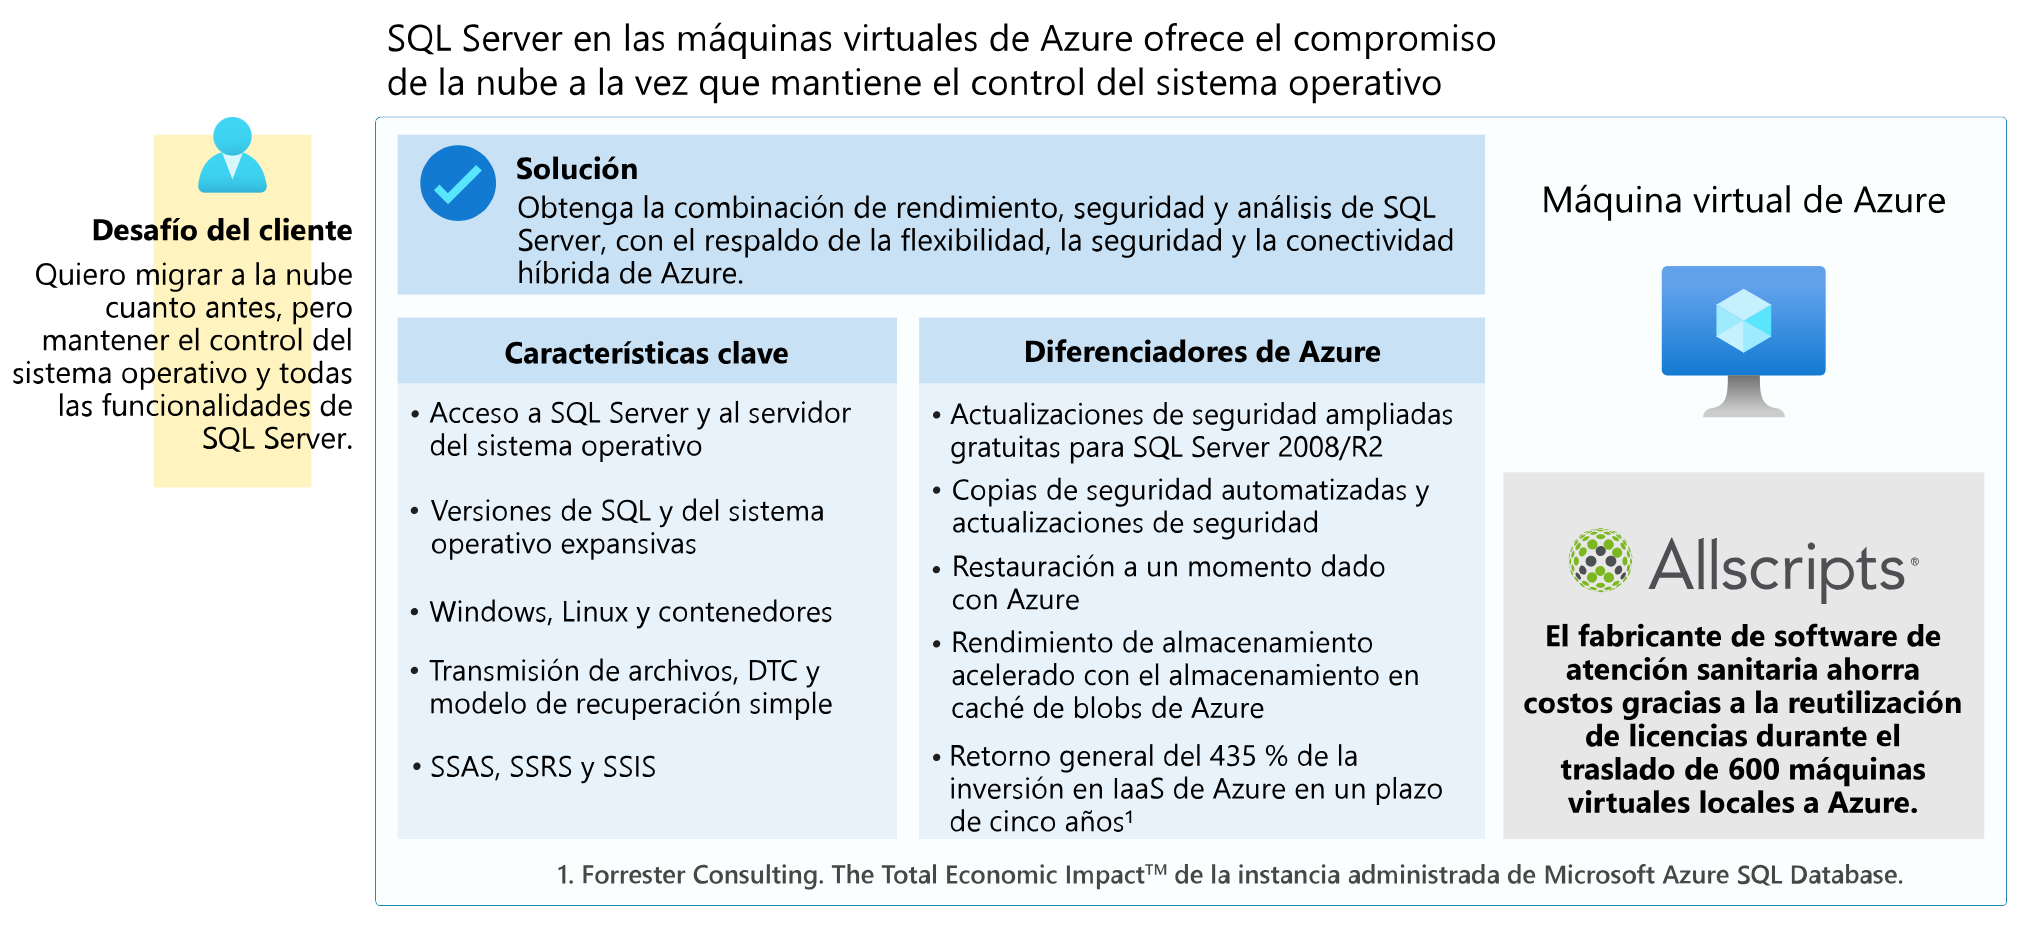 SQL Server en las máquinas virtuales de Azure ofrece el compromiso
de la nube a la vez que mantiene el control del sistema operativo
Desafío del cliente
Quiero migrar a la nube
cuanto antes, pero
mantener el control del
sistema operativo y todas
las funcionalidades de
SQL Server.
Solución
Obtenga la combinación de rendimiento, seguridad y análisis de SQL
Server, con el respaldo de la flexibilidad, la seguridad y la conectividad
híbrida de Azure.
Características clave
• Acceso a SQL Server y al servidor
del sistema operativo
• Versiones de SQL y del sistema
operativo expansivas
• Windows, Linux y contenedores
• Transmisión de archivos, DTC y
modelo de recuperación simple
• SSAS, SSRS y SSIS
Diferenciadores de Azure
• Actualizaciones de seguridad ampliadas
gratuitas para SQL Server 2008/R2
• Copias de seguridad automatizadas y
actualizaciones de seguridad
• Restauración a un momento dado
con Azure
• Rendimiento de almacenamiento
acelerado con el almacenamiento en
caché de blobs de Azure
• Retorno general del 435 % de la
inversión en IaaS de Azure en un plazo
de cinco años¹
Máquina virtual de Azure
Allscripts®
El fabricante de software de
atención sanitaria ahorra
costos gracias a la reutilización
de licencias durante el
traslado de 600 máquinas
virtuales locales a Azure.
1. Forrester Consulting. The Total Economic Impact™ de la instancia administrada de Microsoft Azure SQL Database.